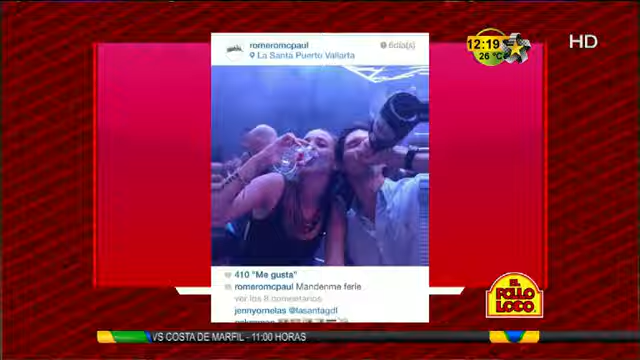 romeromcpaul
6día(s)
La Santa Puerto Vallarta
12:19
26 °C
HD
410 "Me gusta"
romeromcpaul Mandenme ferie
ver los 8 comentarios
jennyornelas @lasantagdl
EL
POLLO
LOCO
VS COSTA DE MARFIL - 11:00 HORAS